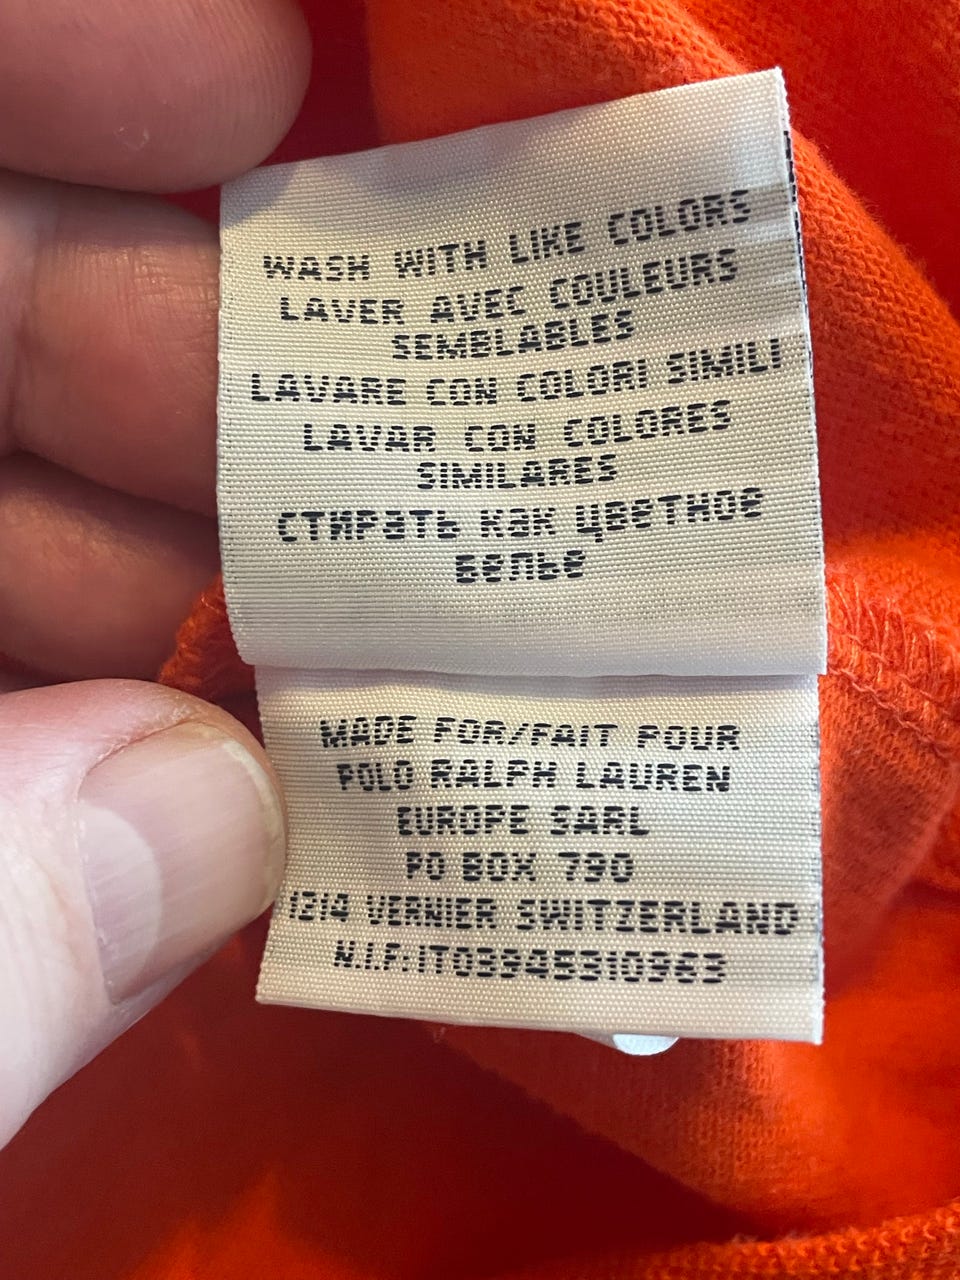 WASH WITH LIKE COLORS
LAVER AVEC COULEURS
SEMBLABLES
LAVARE CON COLORI SIMILI
LAVAR CON COLORES
SIMILARES
СТИРаТЬ КаК ЦВеТНОе
БеЛЬе
MADE FOR/FAIT POUR
POLO RALPH LAUREN
EUROPE SARL
PO BOX 790
1214 VERNIER SWITZERLAND
N.I.F: